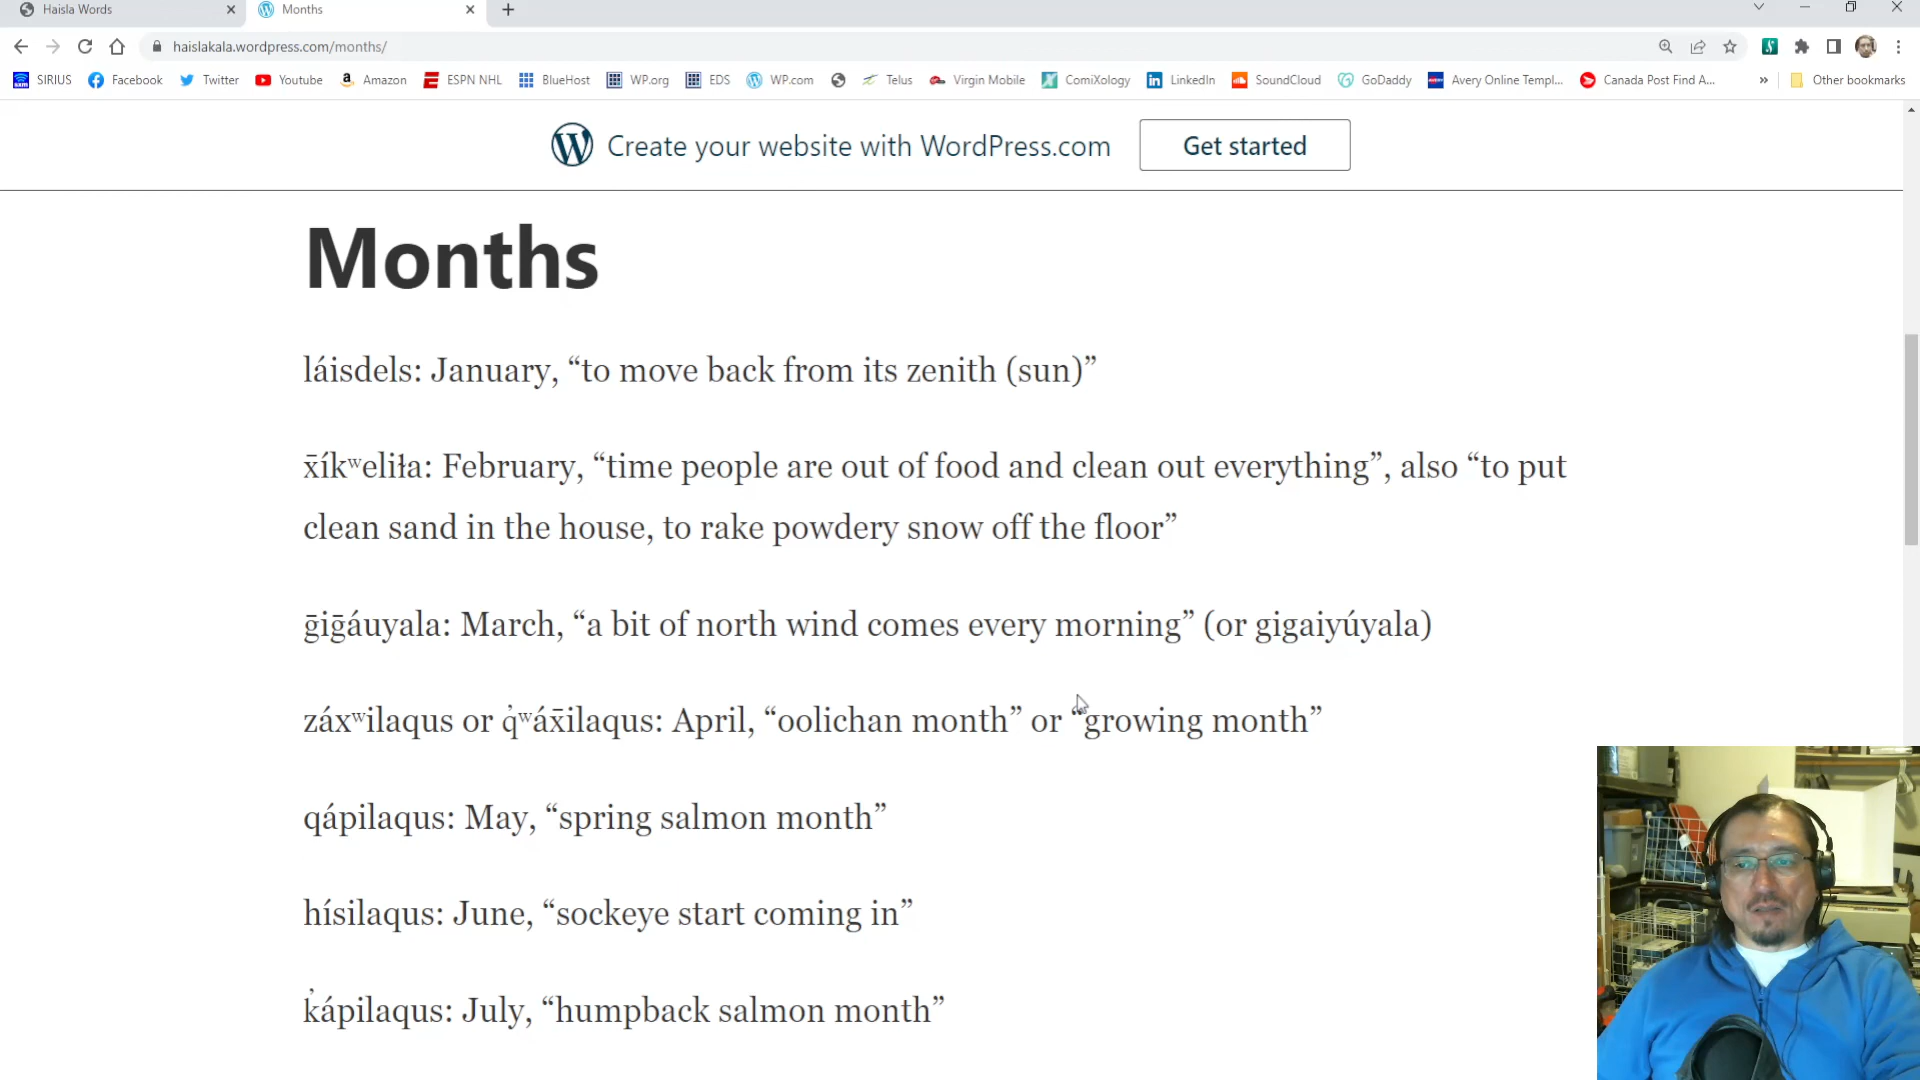 Haisla Words
Months
haislakala.wordpress.com/months/
SIRIUS Facebook Twitter Youtube Amazon ESPN NHL BlueHost WP.org EDS WP.com Telus Virgin Mobile ComiXology LinkedIn SoundCloud GoDaddy Avery Online Templ... Canada Post Find A... » Other bookmarks
Create your website with WordPress.com Get started
Months
láisdels: January, “to move back from its zenith (sun)”
x̄íkʷeliła: February, “time people are out of food and clean out everything”, also “to put
clean sand in the house, to rake powdery snow off the floor”
ḡiḡáuyala: March, “a bit of north wind comes every morning” (or gigaiyúyala)
záxʷilaqus or q̓ʷáx̄ilaqus: April, “oolichan month” or “growing month”
qápilaqus: May, “spring salmon month”
hísilaqus: June, “sockeye start coming in”
k̓ápilaqus: July, “humpback salmon month”